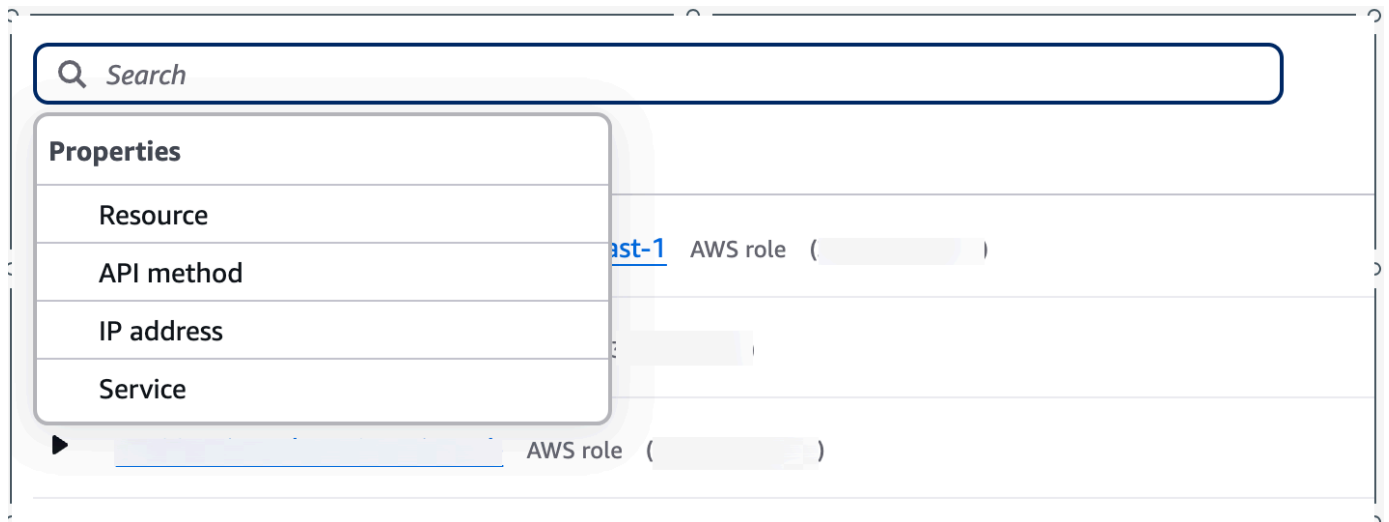 Search
Properties
Resource
ast-1 AWS role ( )
API method
IP address
Service
AWS role ( )